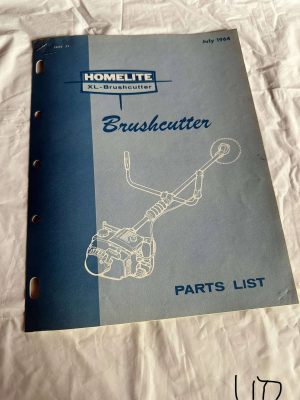 July 1964
HOMELITE
XL-Brushcutter
Brushcutter
PARTS LIST